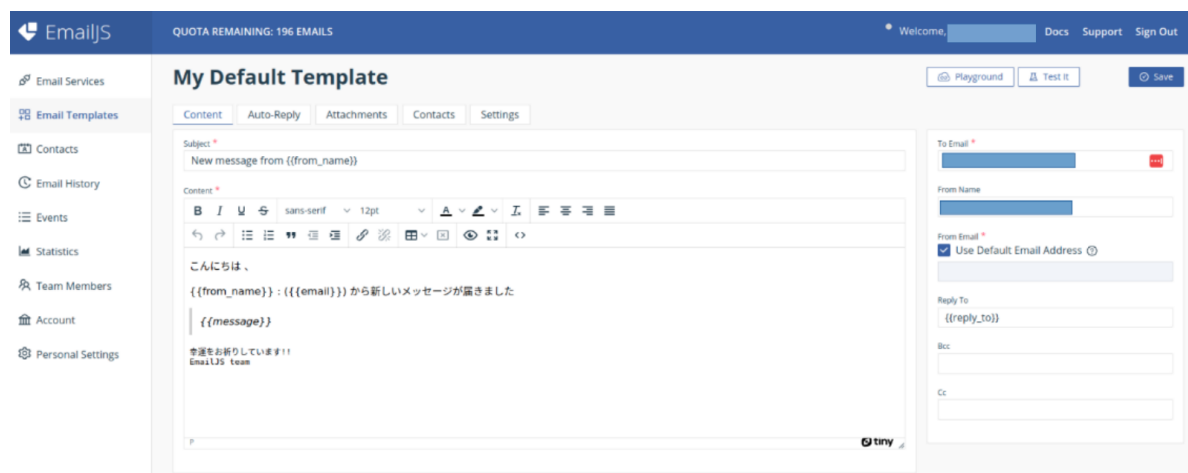 EmailJS
QUOTA REMAINING: 196 EMAILS
Welcome,
Docs Support Sign Out
Email Services
Email Templates
Contacts
Email History
Events
Statistics
Team Members
Account
Personal Settings
My Default Template
Playground
Test It
Save
Content Auto-Reply Attachments Contacts Settings
Subject *
New message from {{from_name}}
Content *
B I U S sans-serif 12pt A
こんにちは 、
{{from_name}} : ({{email}}) から新しいメッセージが届きました
{{message}}
幸運をお祈りしています!!
EmailJS team
P
tiny
To Email *
From Name
From Email *
Use Default Email Address
Reply To
{{reply_to}}
Bcc
Cc